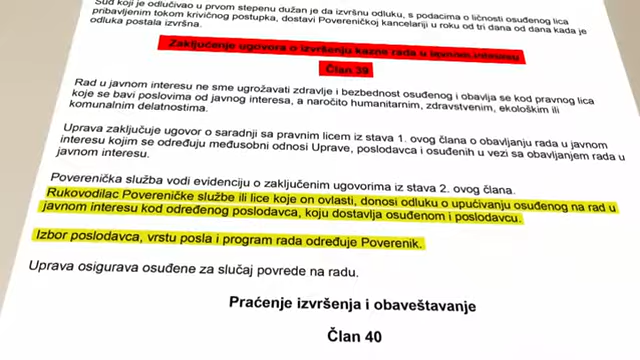 Sud koji je odlučivao u prvom stepenu dužan je da izvršnu odluku, s podacima o ličnosti osuđenog lica
pribavljenim tokom krivičnog postupka, dostavi Povereničkoj kancelariji u roku od tri dana od dana kada je
odluka postala izvršna.
Zaključenje ugovora o izvršenju kazne rada u javnom interesu
Član 39
Rad u javnom interesu ne sme ugrožavati zdravlje i bezbednost osuđenog i obavlja se kod pravnog lica
koje se bavi poslovima od javnog interesa, a naročito humanitarnim, zdravstvenim, ekološkim ili
komunalnim delatnostima.
Uprava zaključuje ugovor o saradnji sa pravnim licem iz stava 1. ovog člana o obavljanju rada u javnom
interesu kojim se određuju međusobni odnosi Uprave, poslodavca i osuđenih u vezi sa obavljanjem rada u
javnom interesu.
Poverenička služba vodi evidenciju o zaključenim ugovorima iz stava 2. ovog člana.
Rukovodilac Povereničke službe ili lice koje on ovlasti, donosi odluku o upućivanju osuđenog na rad u
javnom interesu kod određenog poslodavca, koju dostavlja osuđenom i poslodavcu.
Izbor poslodavca, vrstu posla i program rada određuje Poverenik.
Uprava osigurava osuđene za slučaj povrede na radu.
Praćenje izvršenja i obaveštavanje
Član 40